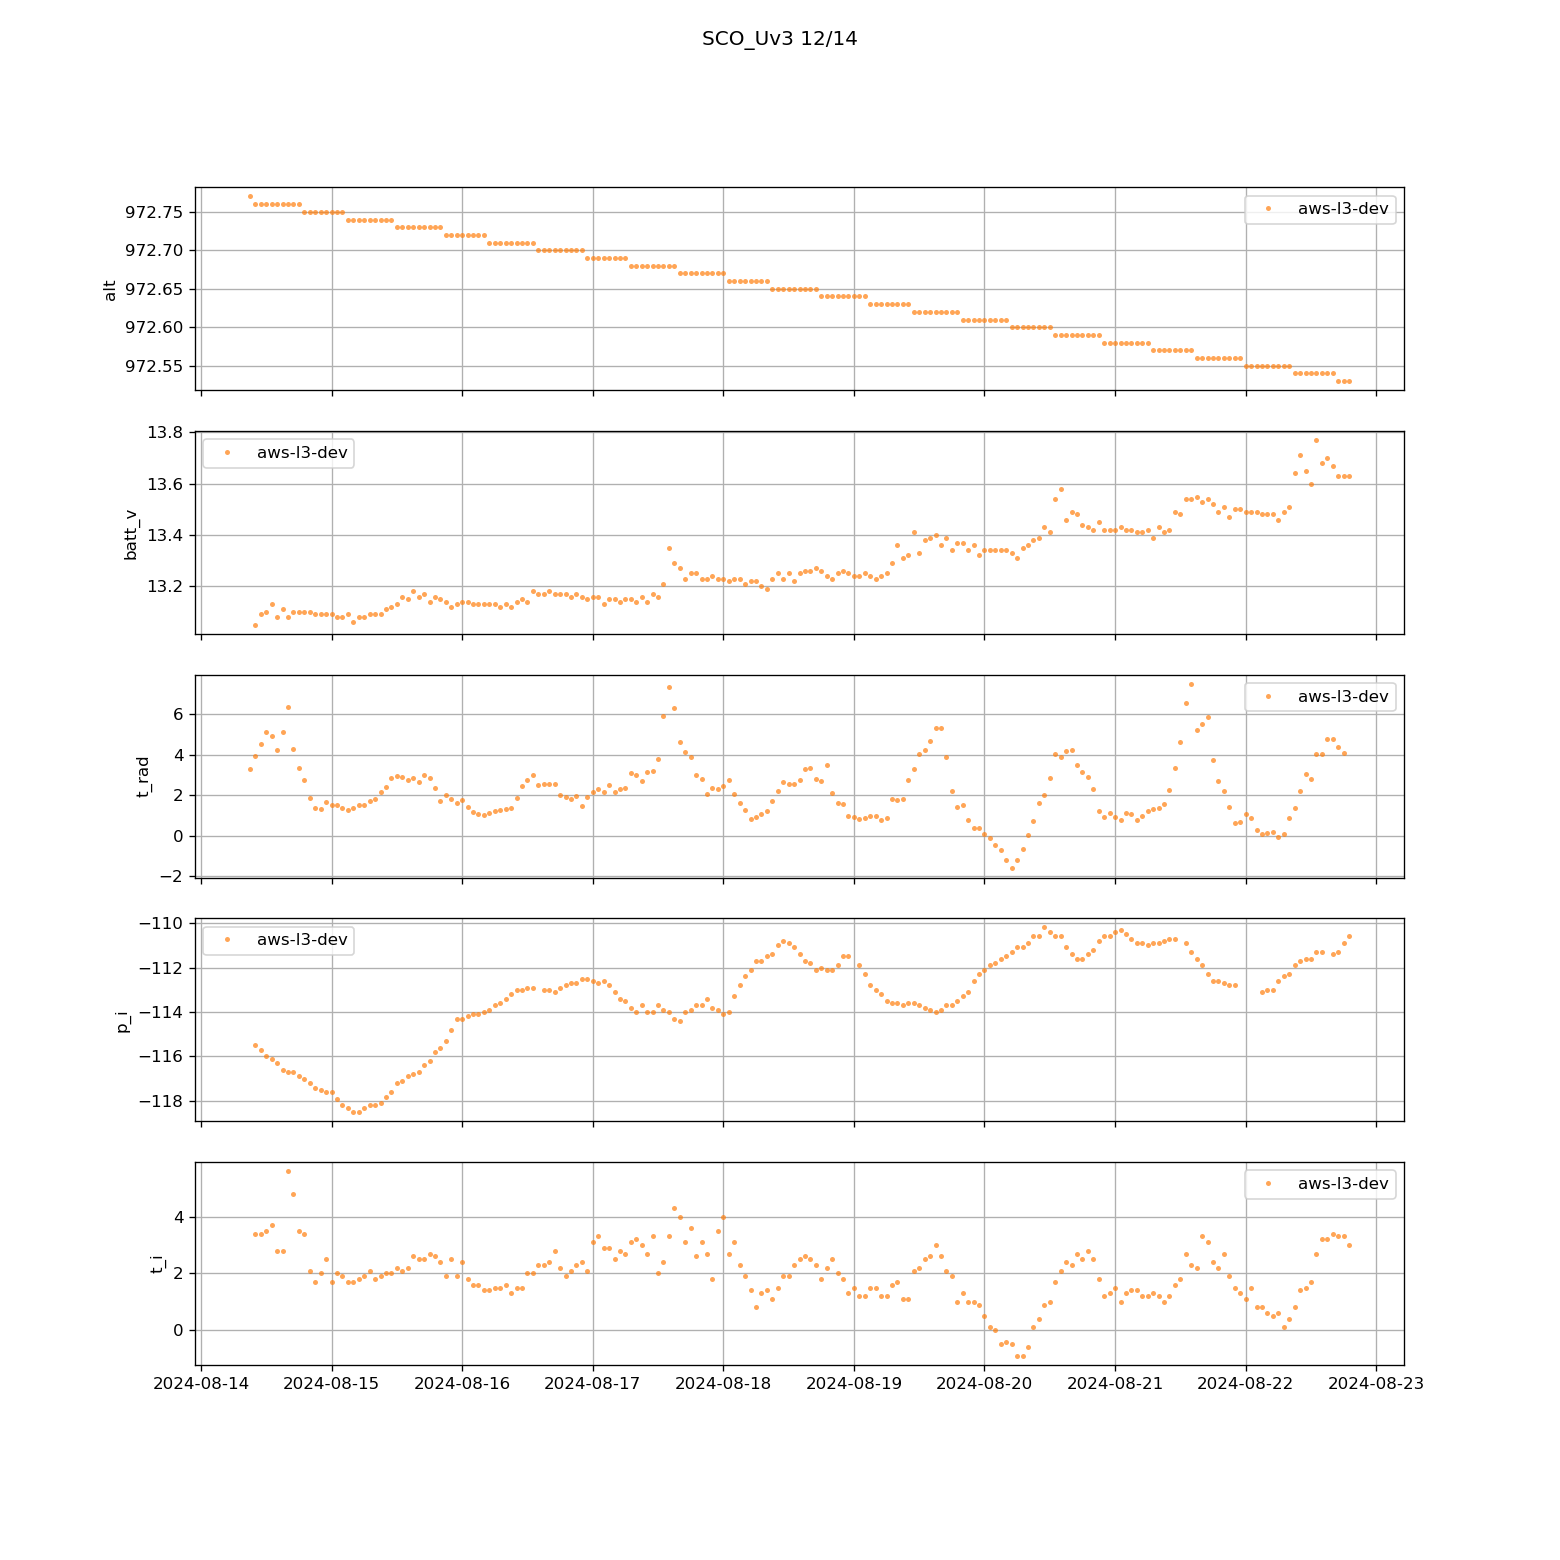 SCO_Uv3 12/14
aws-l3-dev
972.75
972.70
972.65
972.60
972.55
alt
aws-l3-dev
13.8
13.6
13.4
13.2
batt_v
aws-l3-dev
6
4
2
0
−2
t_rad
aws-l3-dev
−110
−112
−114
−116
−118
p_i
aws-l3-dev
4
2
0
t_i
2024-08-14 2024-08-15 2024-08-16 2024-08-17 2024-08-18 2024-08-19 2024-08-20 2024-08-21 2024-08-22 2024-08-23